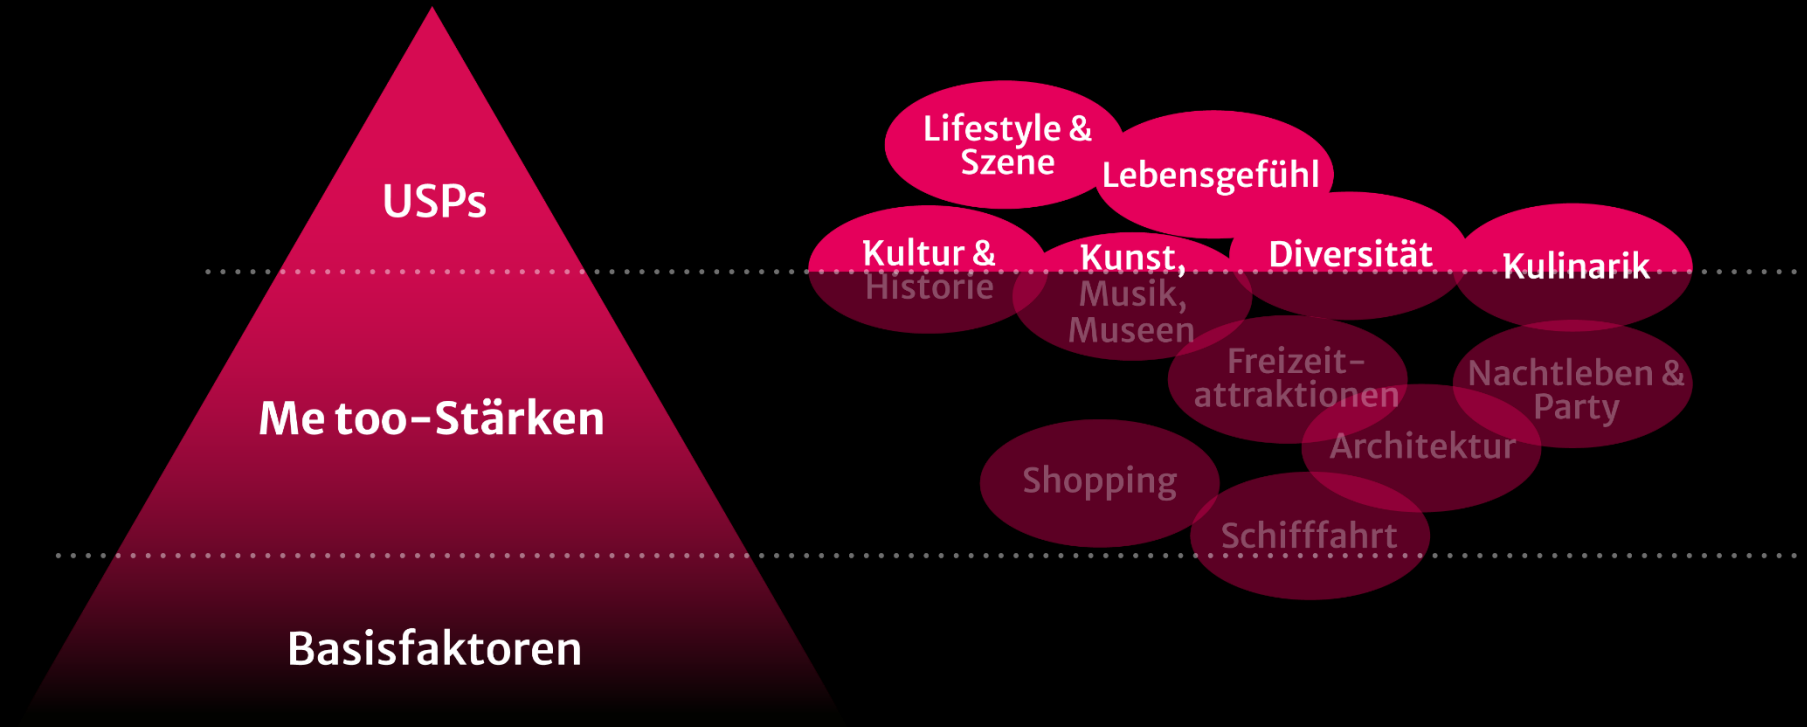 USPs
Me too-Stärken
Basisfaktoren
Lifestyle &
Szene
Lebensgefühl
Kultur &
Historie
Kunst,
Musik,
Museen
Diversität
Kulinarik
Freizeit-
attraktionen
Nachtleben &
Party
Architektur
Shopping
Schifffahrt